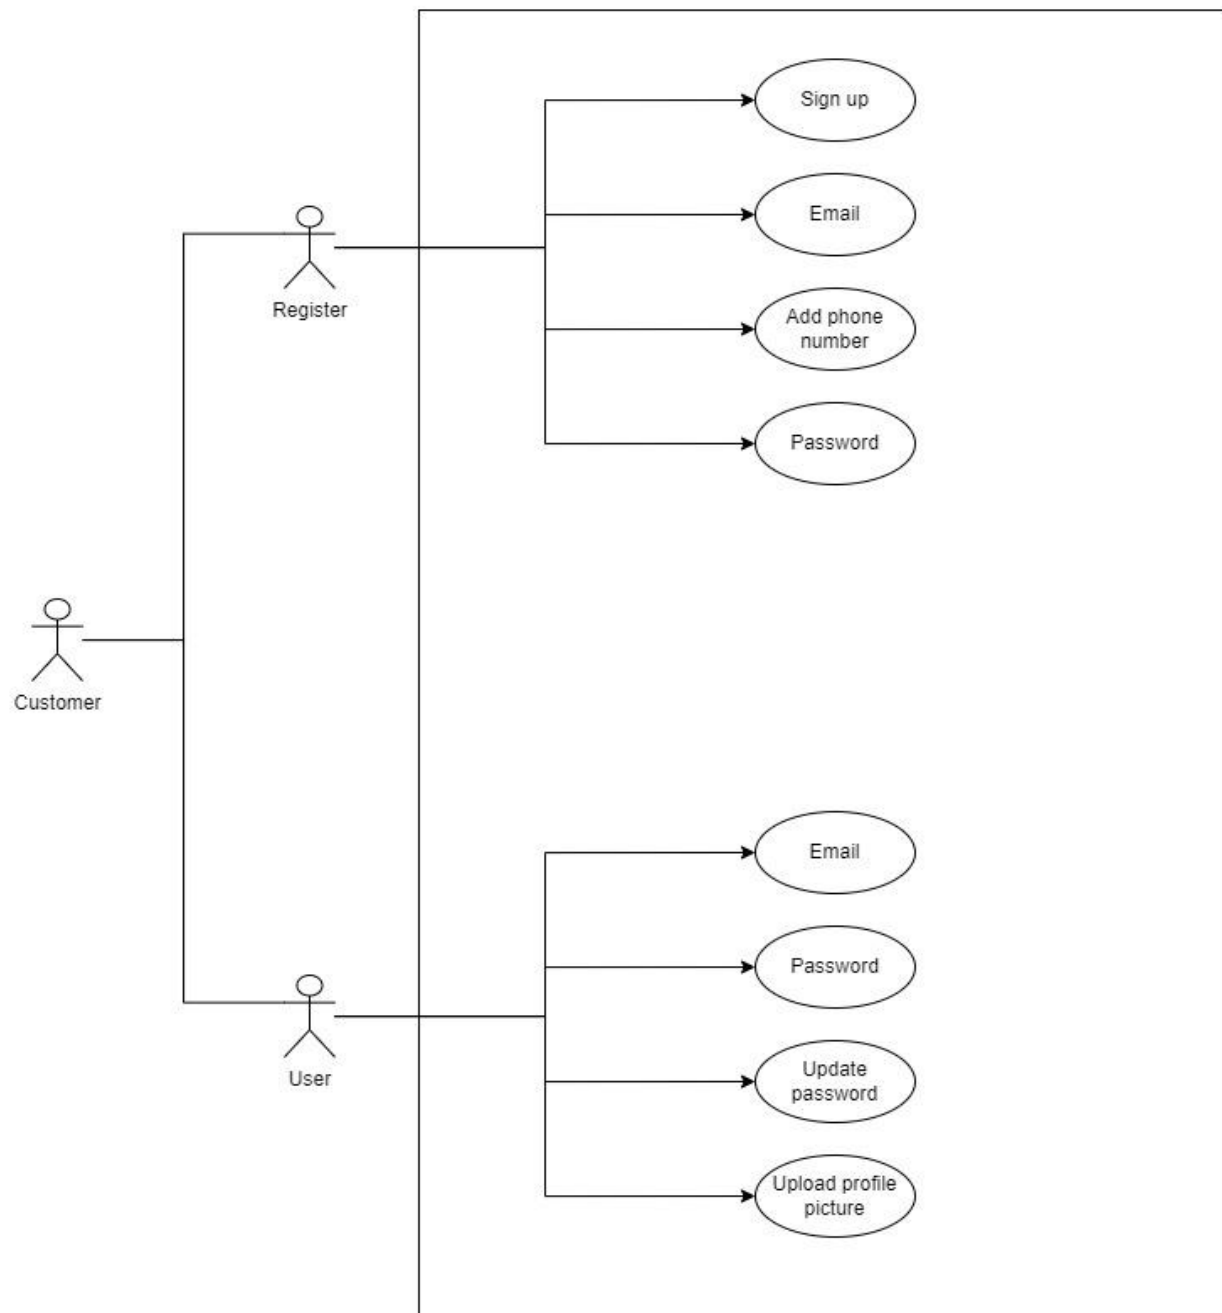 Sign up
Email
Register
Add phone
number
Password
Customer
Email
Password
User
Update
password
Upload profile
picture